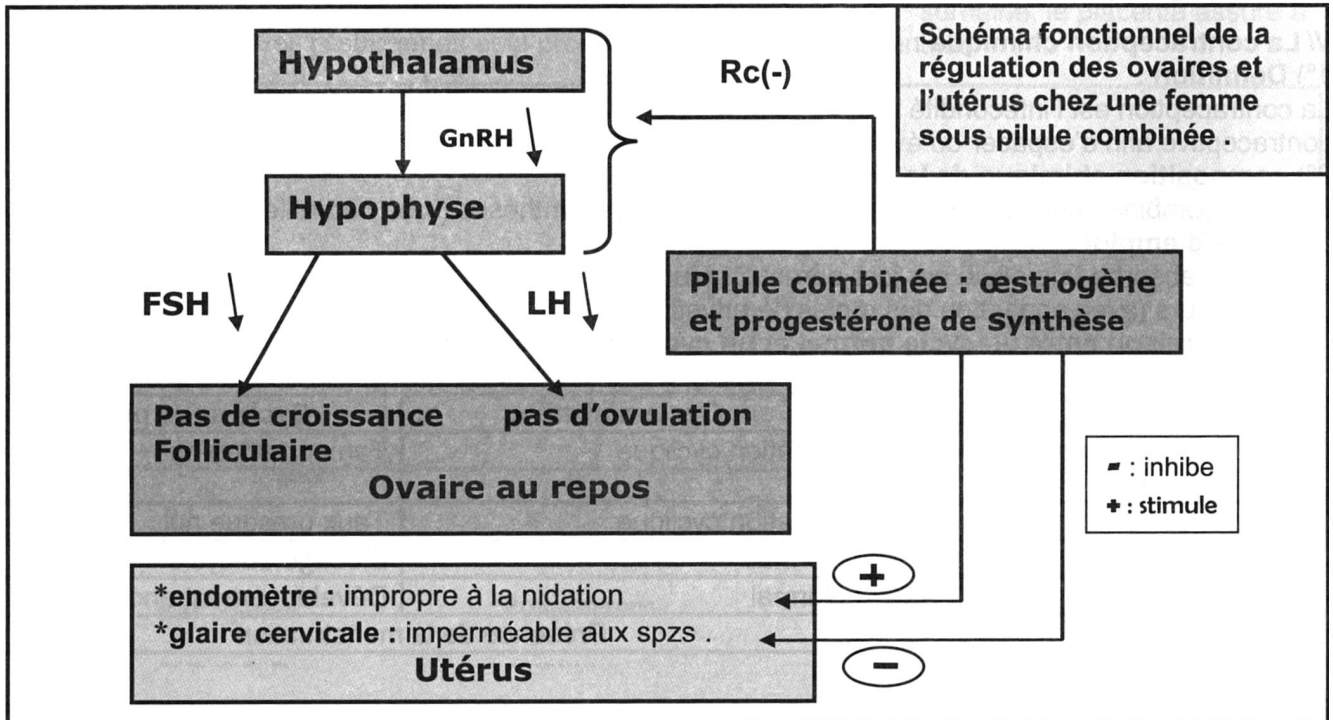 Schéma fonctionnel de la
régulation des ovaires et
l'utérus chez une femme
sous pilule combinée .
Hypothalamus
Rc(-)
GnRH
Hypophyse
FSH
LH
Pilule combinée : œstrogène
et progestérone de Synthèse
Pas de croissance pas d'ovulation
Folliculaire
Ovaire au repos
- : inhibe
+ : stimule
+
*endomètre : impropre à la nidation
*glaire cervicale : imperméable aux spzs .
Utérus
-